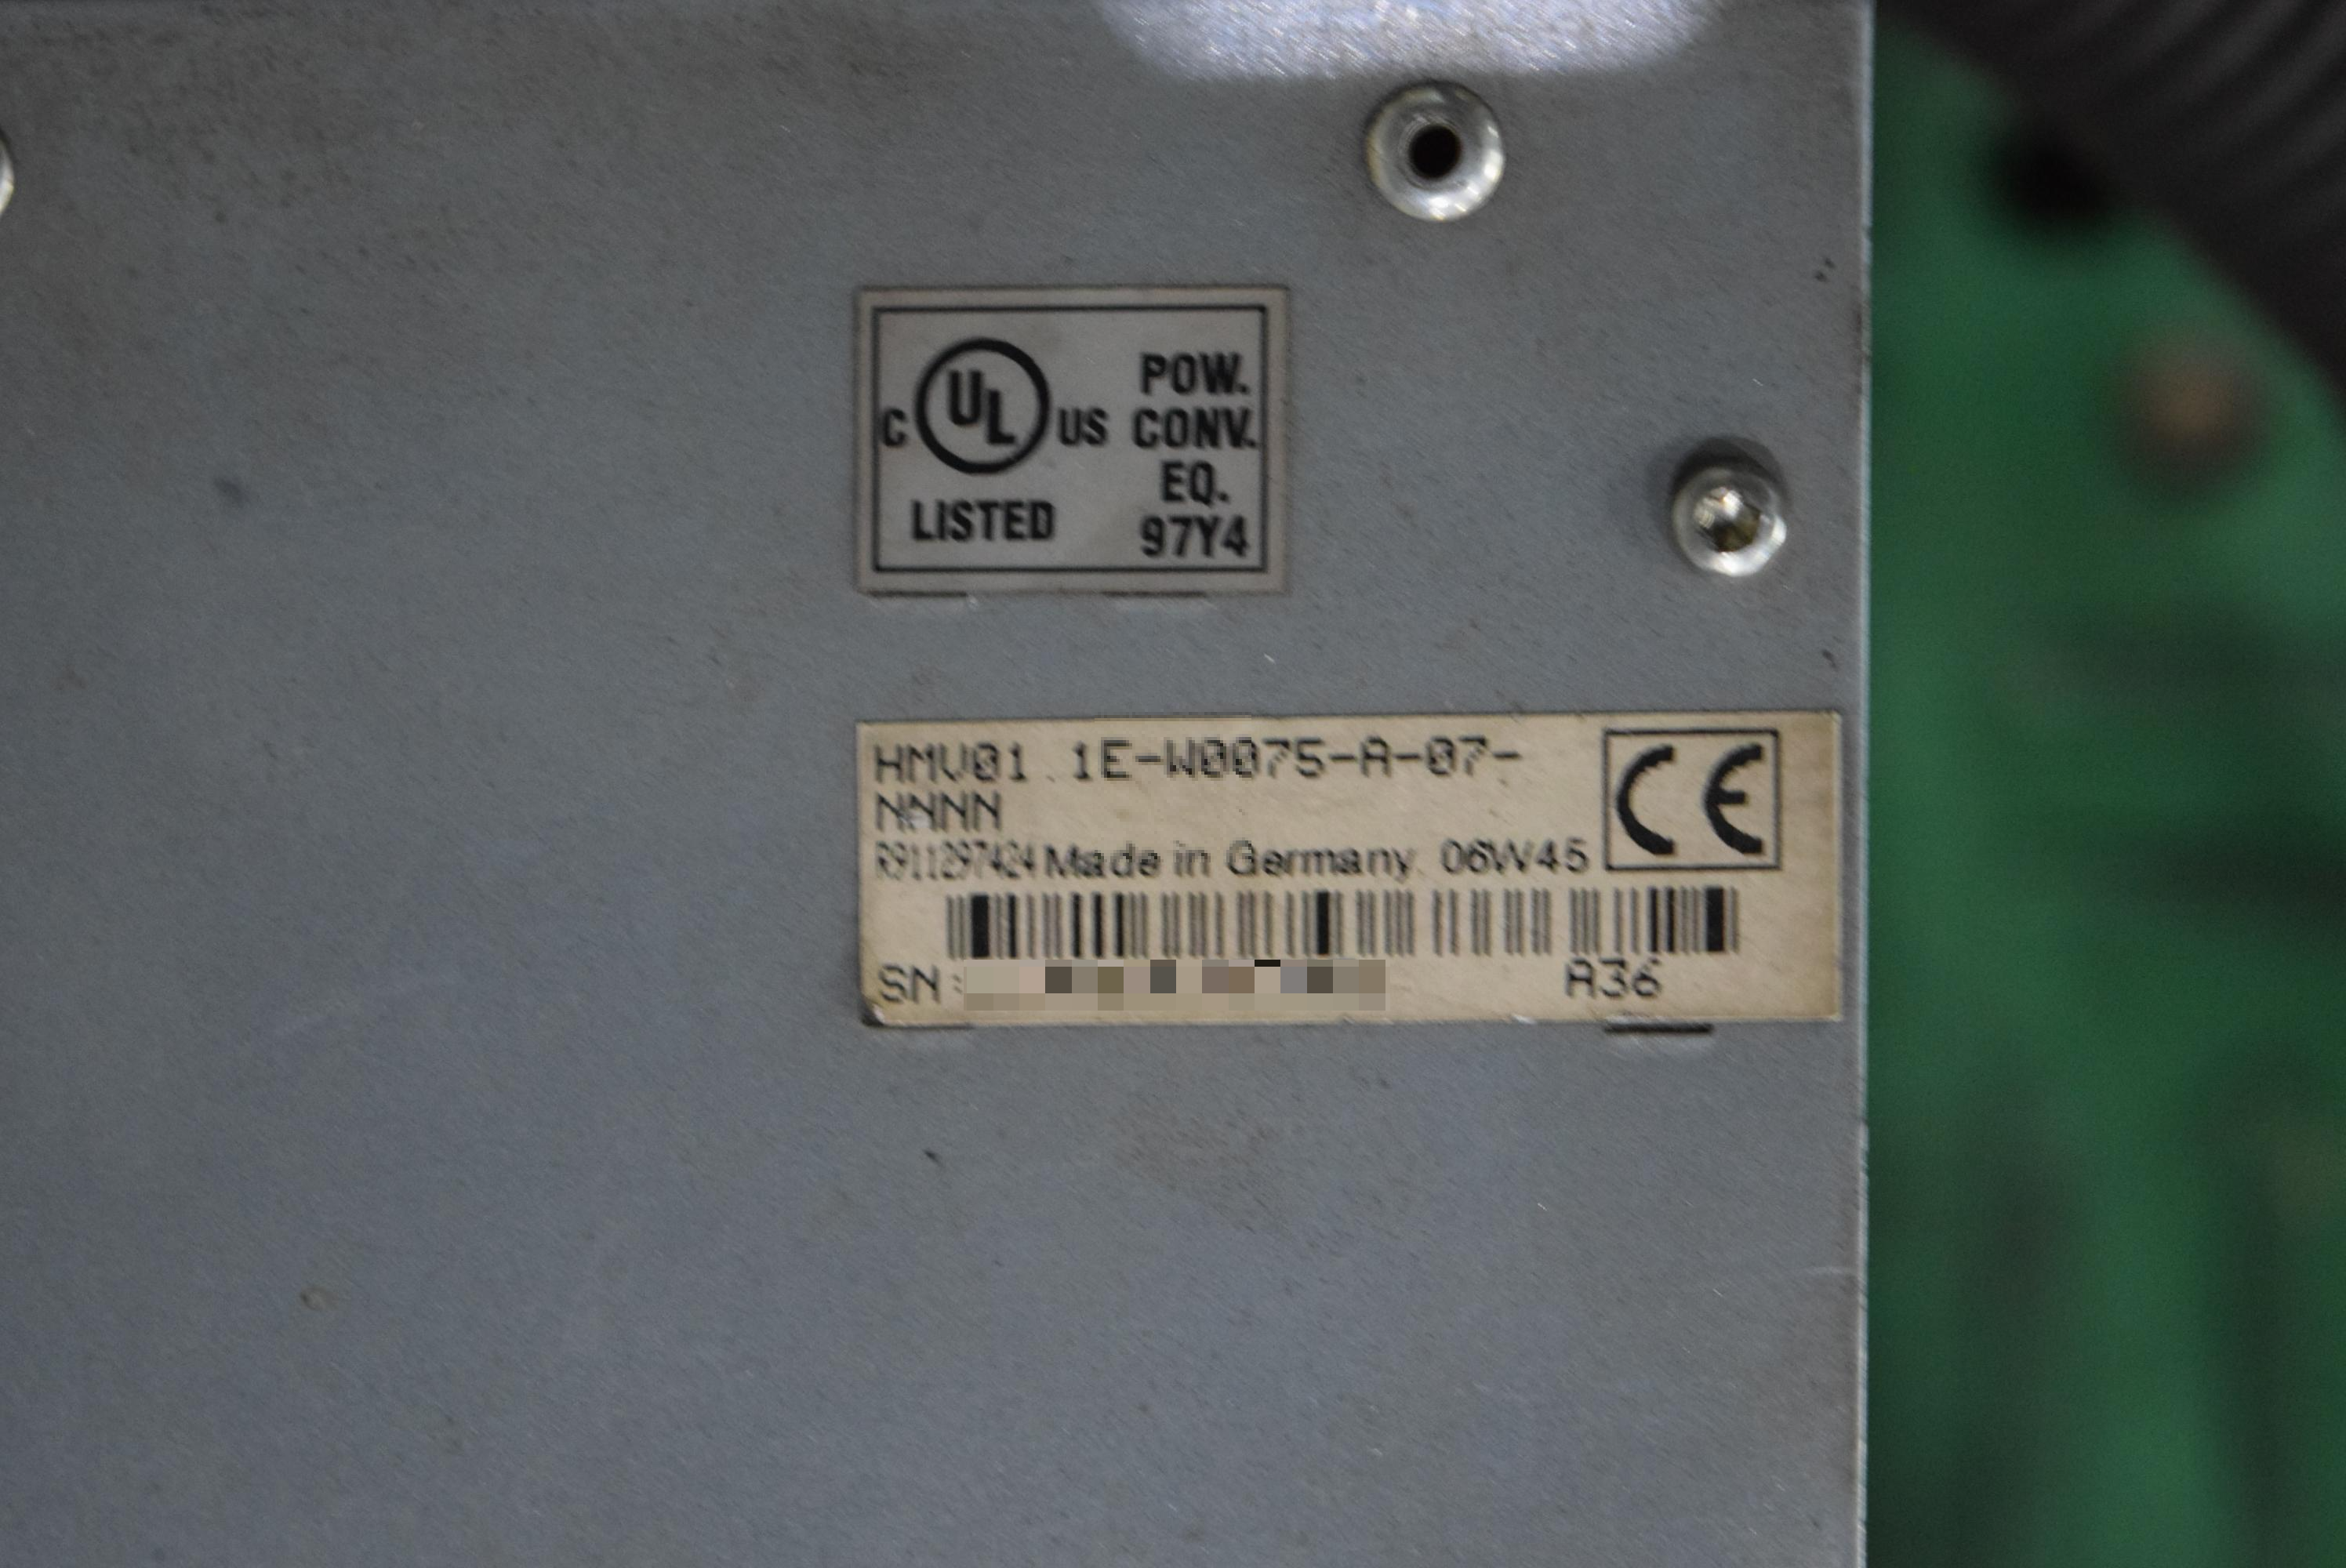 C UL US
LISTED
POW.
CONV.
EQ.
97Y4
HMV01.1E-W0075-A-07-
NNNN
CE
R911297424 Made in Germany. 06W45
SN:
A36